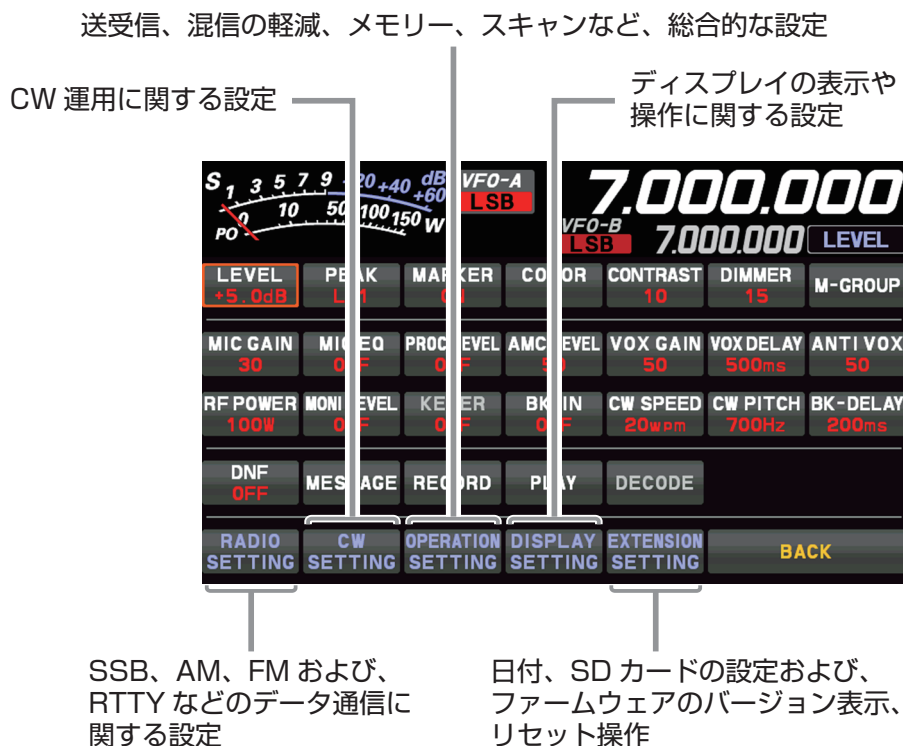 送受信、混信の軽減、メモリー、スキャンなど、総合的な設定
CW 運用に関する設定
ディスプレイの表示や
操作に関する設定
S 1 3 5 7 9 +20 +40 dB +60
PO 0 10 50 100 150 W
VFO-A
LSB
7.000.000
VFO-B
LSB
7.000.000
LEVEL
LEVEL PEAK MARKER COLOR CONTRAST DIMMER M-GROUP
+5.0dB 10 15
MIC GAIN MIC EQ PROC LEVEL AMC LEVEL VOX GAIN VOX DELAY ANTI VOX
30 OFF OFF 50 50 500ms 50
RF POWER MONI LEVEL KEYER BK-IN CW SPEED CW PITCH BK-DELAY
100W OFF OFF OFF 20wpm 700Hz 200ms
DNF MESSAGE RECORD PLAY DECODE
OFF
RADIO CW OPERATION DISPLAY EXTENSION
SETTING SETTING SETTING SETTING SETTING
BACK
SSB、AM、FM および、
RTTY などのデータ通信に
関する設定
日付、SD カードの設定および、
ファームウェアのバージョン表示、
リセット操作